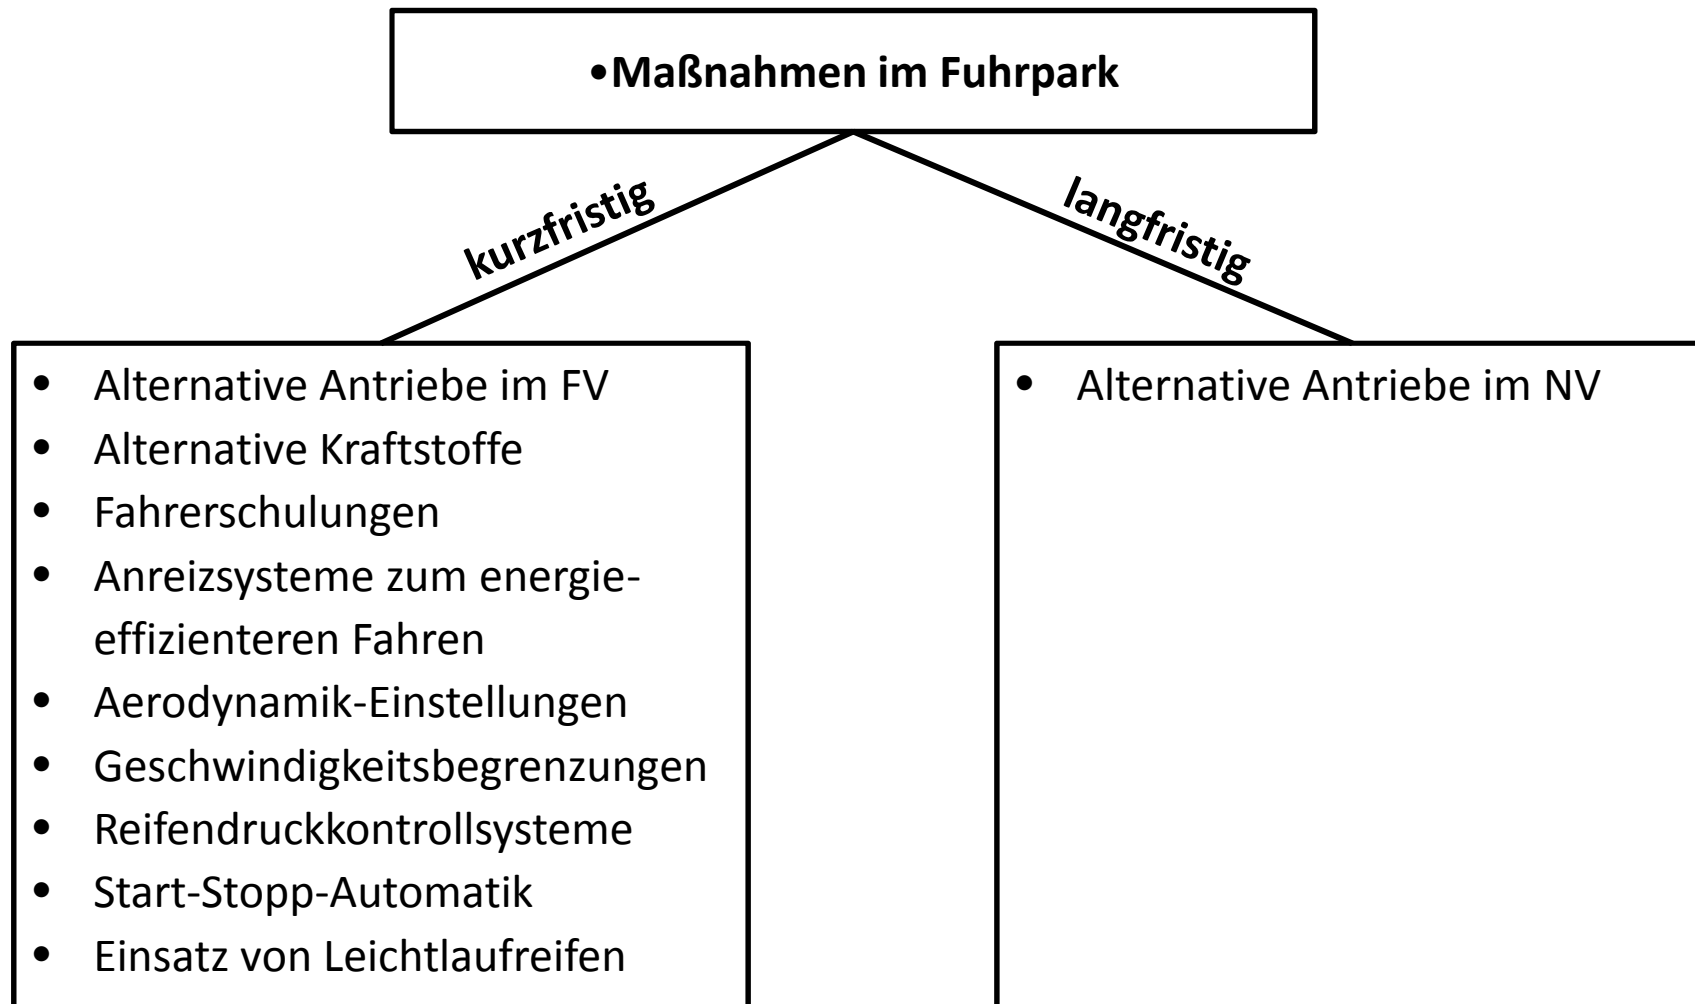 •Maßnahmen im Fuhrpark
kurzfristig
langfristig
• Alternative Antriebe im FV
• Alternative Kraftstoffe
• Fahrerschulungen
• Anreizsysteme zum energie-
effizienteren Fahren
• Aerodynamik-Einstellungen
• Geschwindigkeitsbegrenzungen
• Reifendruckkontrollsysteme
• Start-Stopp-Automatik
• Einsatz von Leichtlaufreifen
• Alternative Antriebe im NV